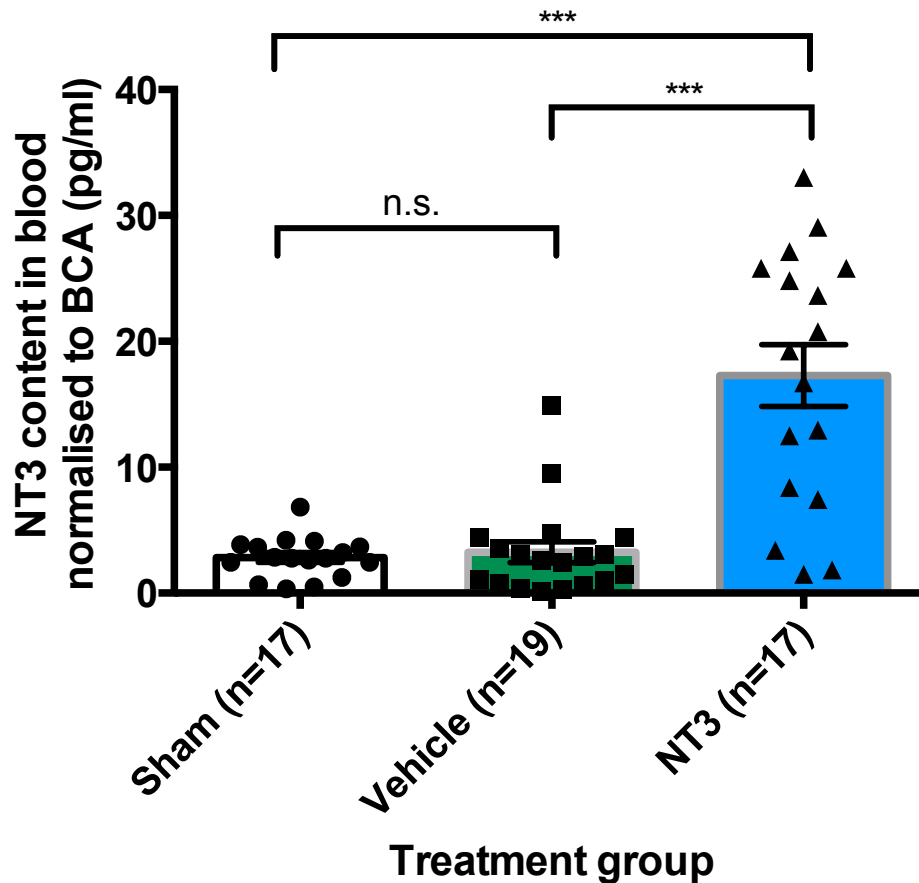 ***
***
n.s.
NT3 content in blood
normalised to BCA (pg/ml)
40
30
20
10
0
Sham (n=17)
Vehicle (n=19)
NT3 (n=17)
Treatment group